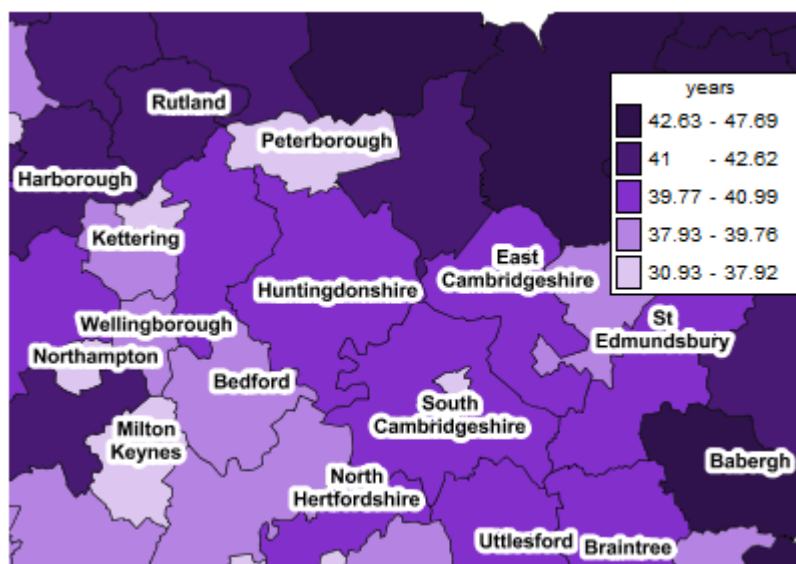 years
42.63 - 47.69
41 - 42.62
39.77 - 40.99
37.93 - 39.76
30.93 - 37.92
Rutland
Peterborough
Harborough
Kettering
East
Cambridgeshire
Huntingdonshire
St
Edmundsbury
Wellingborough
Northampton
Bedford
South
Cambridgeshire
Milton
Keynes
Babergh
North
Hertfordshire
Uttlesford
Braintree